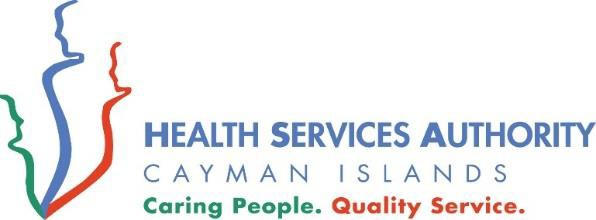 HEALTH SERVICES AUTHORITY
CAYMAN ISLANDS
Caring People. Quality Service.